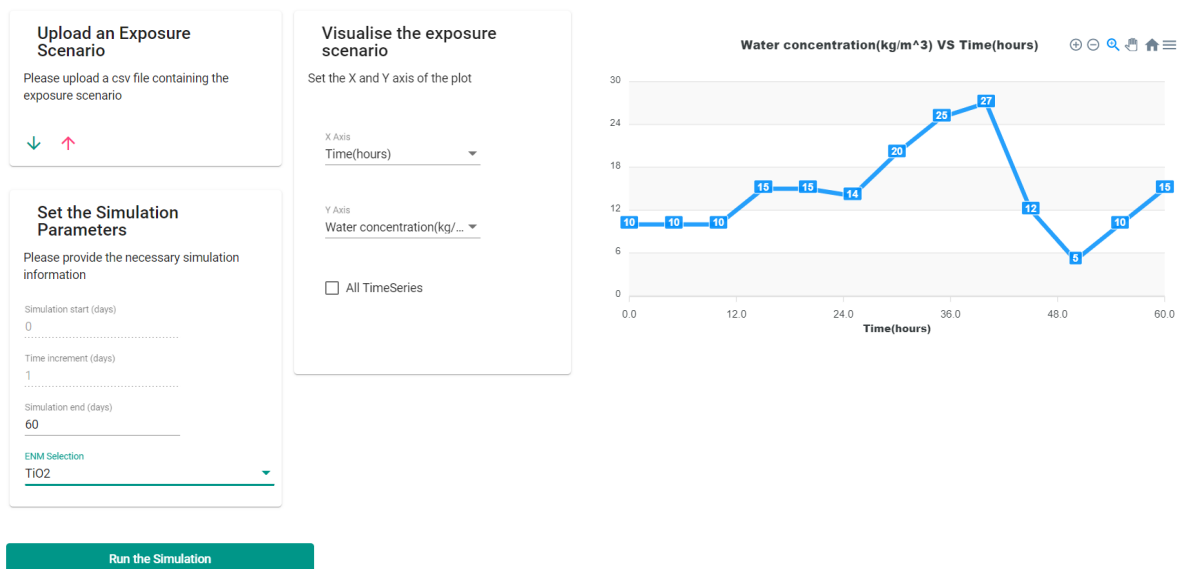 Upload an Exposure
Scenario
Please upload a csv file containing the
exposure scenario
Set the Simulation
Parameters
Please provide the necessary simulation
information
Simulation start (days)
0
Time increment (days)
1
Simulation end (days)
60
ENM Selection
TiO2
Run the Simulation
Visualise the exposure
scenario
Set the X and Y axis of the plot
X Axis
Time(hours)
Y Axis
Water concentration(kg/...
All TimeSeries
Water concentration(kg/m^3) VS Time(hours)
30
24
18
12
6
0
10 10 10 15 15 14 20 25 27 12 5 10 15
0.0 12.0 24.0 36.0 48.0 60.0
Time(hours)